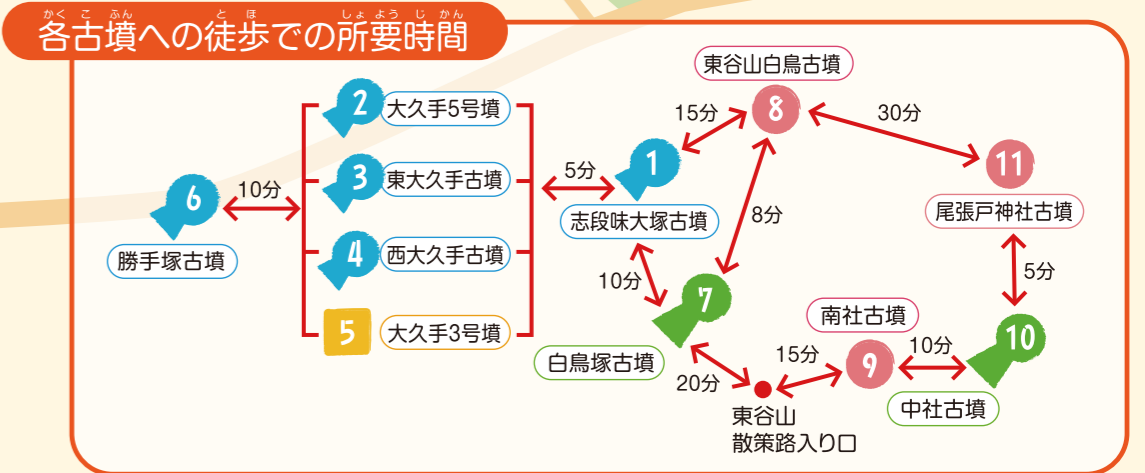 各古墳への徒歩での所要時間
かくこふん
とほ
しょようじかん
2
大久手5号墳
3
東大久手古墳
4
西大久手古墳
5
大久手3号墳
6
勝手塚古墳
10分
5分
1
志段味大塚古墳
15分
東谷山白鳥古墳
8
30分
11
尾張戸神社古墳
8分
10分
7
白鳥塚古墳
5分
20分
東谷山
散策路入り口
15分
南社古墳
9
10分
10
中社古墳